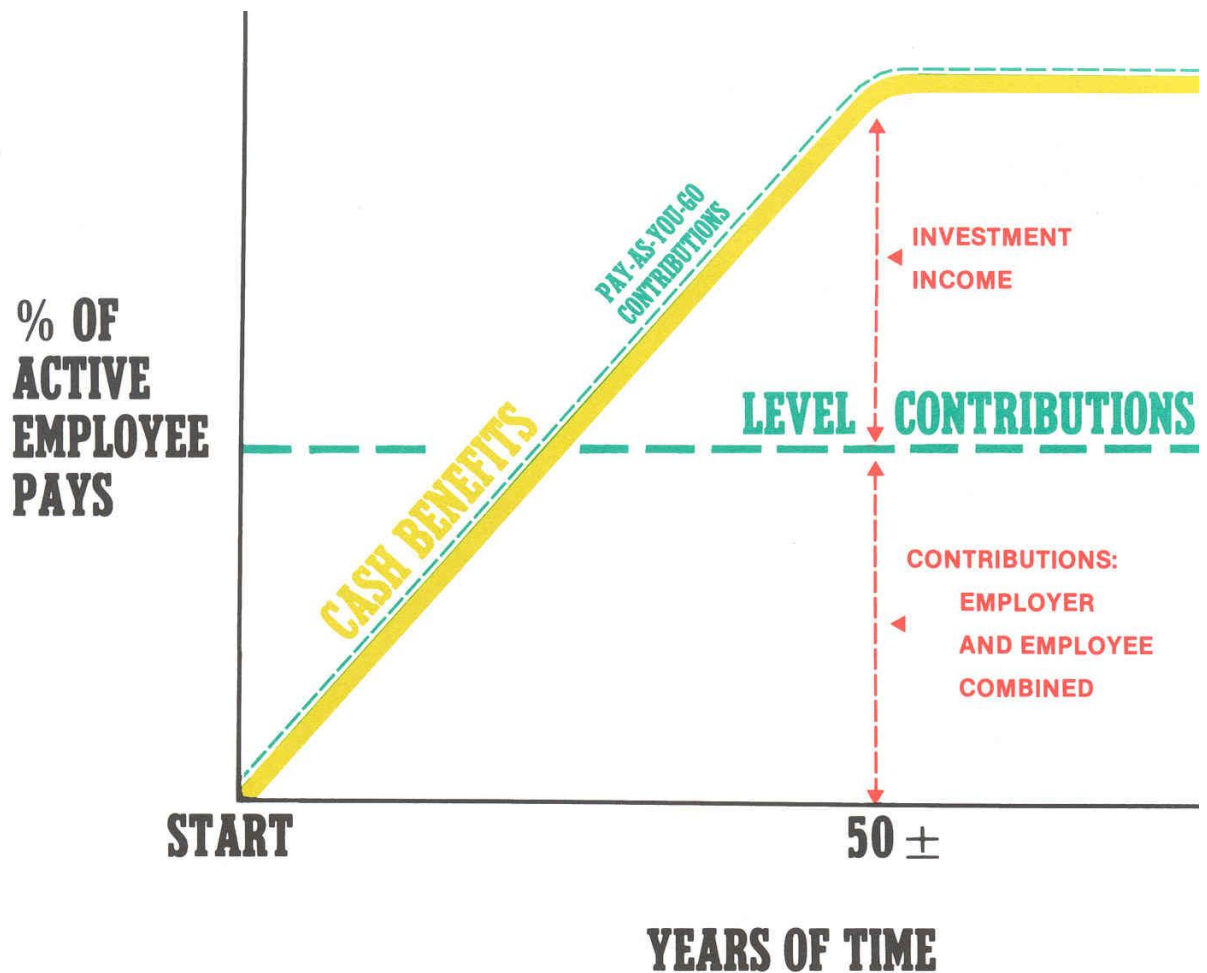 PAY-AS-YOU-GO
CONTRIBUTIONS
INVESTMENT
INCOME
% OF
ACTIVE
EMPLOYEE
PAYS
LEVEL CONTRIBUTIONS
CASH BENEFITS
CONTRIBUTIONS:
EMPLOYER
AND EMPLOYEE
COMBINED
START
50 ±
YEARS OF TIME